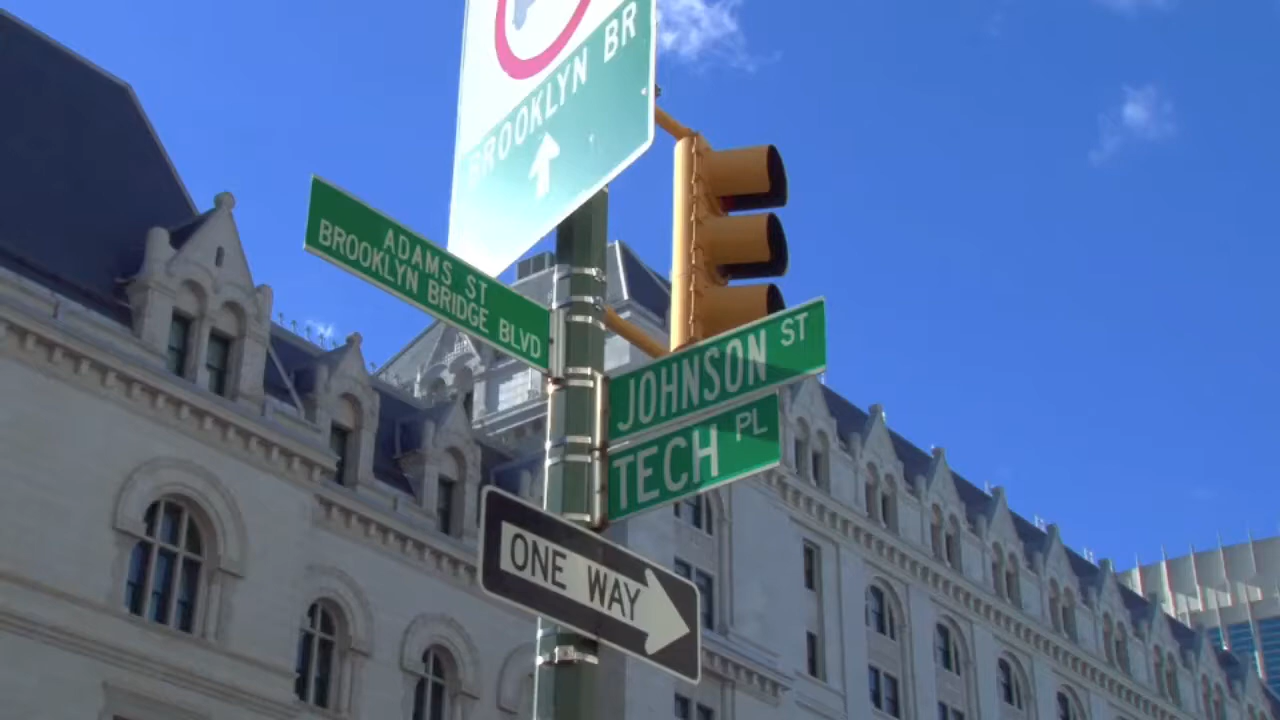 BROOKLYN BR
ADAMS ST
BROOKLYN BRIDGE BLVD
JOHNSON ST
TECH PL
ONE WAY